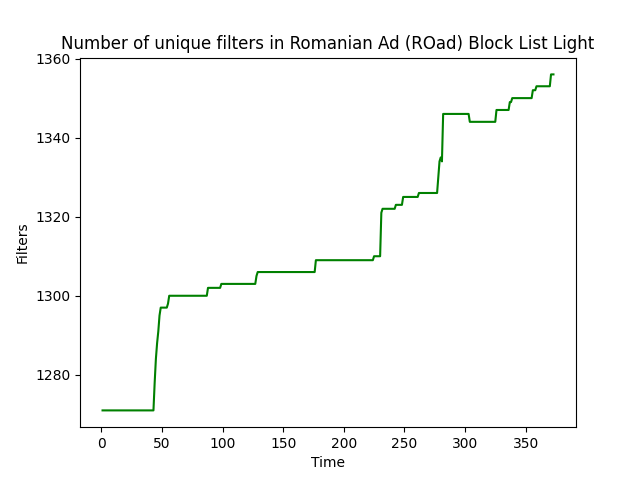 Number of unique filters in Romanian Ad (ROad) Block List Light
1360
1340
1320
1300
1280
Filters
0 50 100 150 200 250 300 350
Time